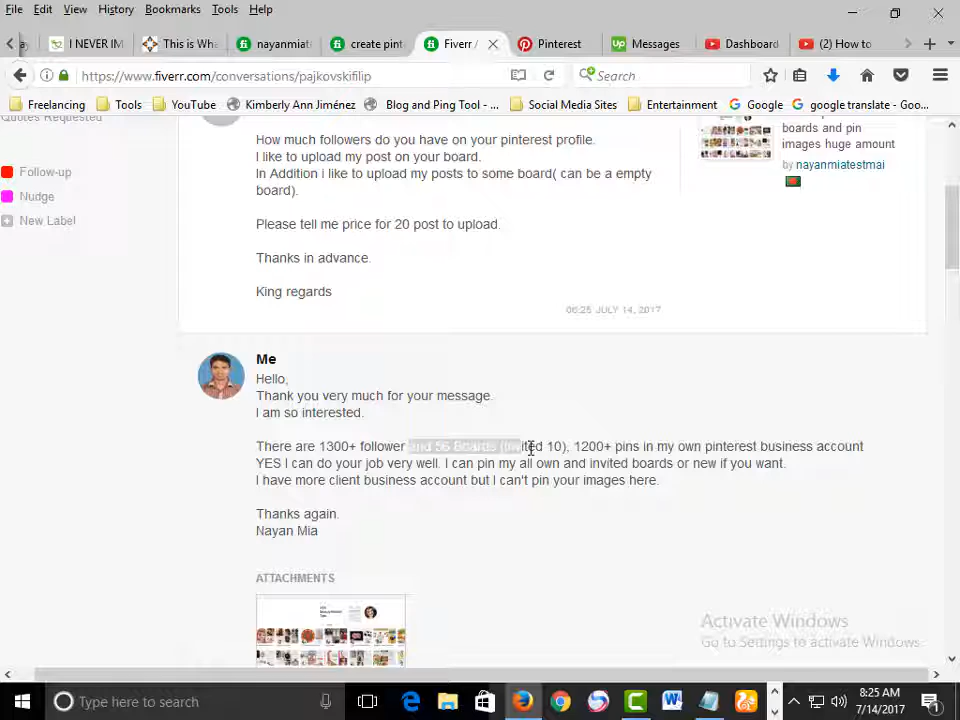 File Edit View History Bookmarks Tools Help
I NEVER IM
This is Wha
nayanmiat
create pint
Fiverr /
Pinterest
Messages
Dashboard
(2) How to
https://www.fiverr.com/conversations/pajkovskifilip
Search
Freelancing
Tools
YouTube
Kimberly Ann Jiménez
Blog and Ping Tool - ...
Social Media Sites
Entertainment
Google
google translate - Goo...
Quotes Requested
Follow-up
Nudge
New Label
How much followers do you have on your pinterest profile.
I like to upload my post on your board.
In Addition i like to upload my posts to some board( can be a empty
board).
Please tell me price for 20 post to upload.
Thanks in advance.
King regards
06:25 JULY 14, 2017
boards and pin
images huge amount
by nayanmiatestmai
Me
Hello,
Thank you very much for your message.
I am so interested.
There are 1300+ follower and 56 Boards (Invited 10), 1200+ pins in my own pinterest business account
YES I can do your job very well. I can pin my all own and invited boards or new if you want.
I have more client business account but I can't pin your images here.
Thanks again.
Nayan Mia
ATTACHMENTS
Activate Windows
Go to Settings to activate Windows.
Type here to search
8:25 AM
7/14/2017